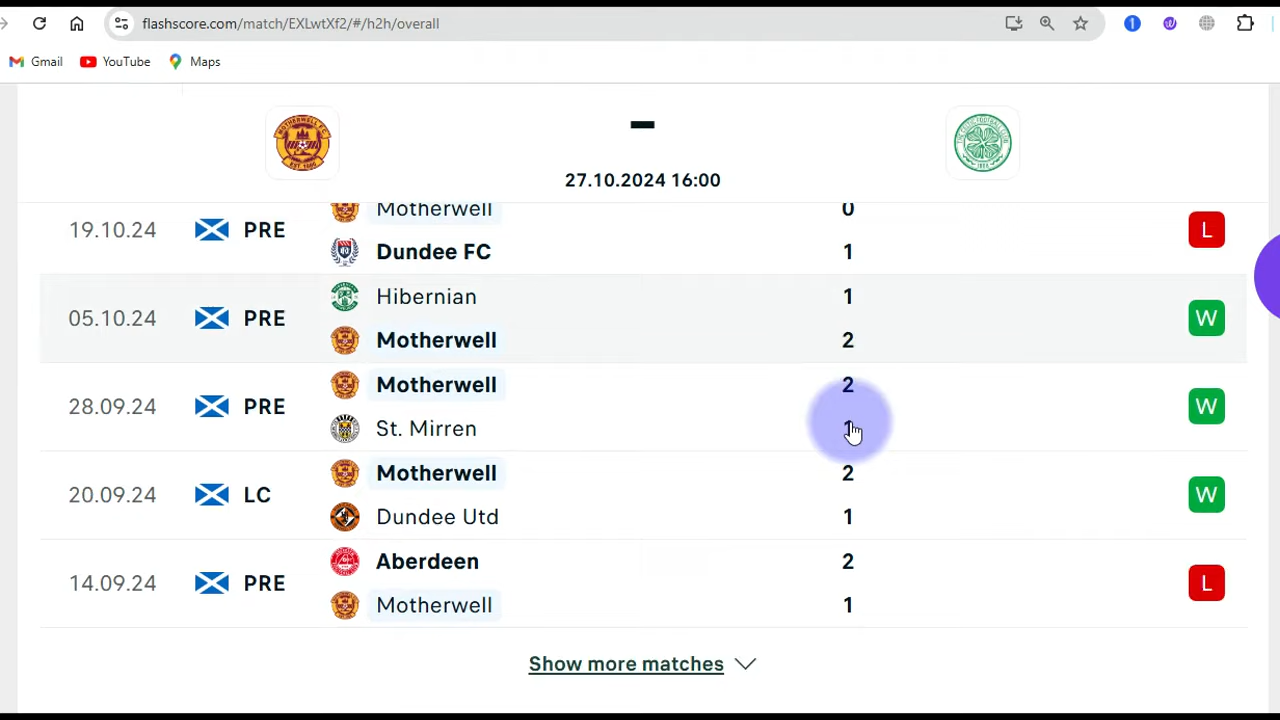 flashscore.com/match/EXLwtXf2/#/h2h/overall
Gmail YouTube Maps
27.10.2024 16:00
19.10.24 PRE Motherwell 0 L
Dundee FC 1
05.10.24 PRE Hibernian 1 W
Motherwell 2
28.09.24 PRE Motherwell 2 W
St. Mirren 1
20.09.24 LC Motherwell 2 W
Dundee Utd 1
14.09.24 PRE Aberdeen 2 L
Motherwell 1
Show more matches